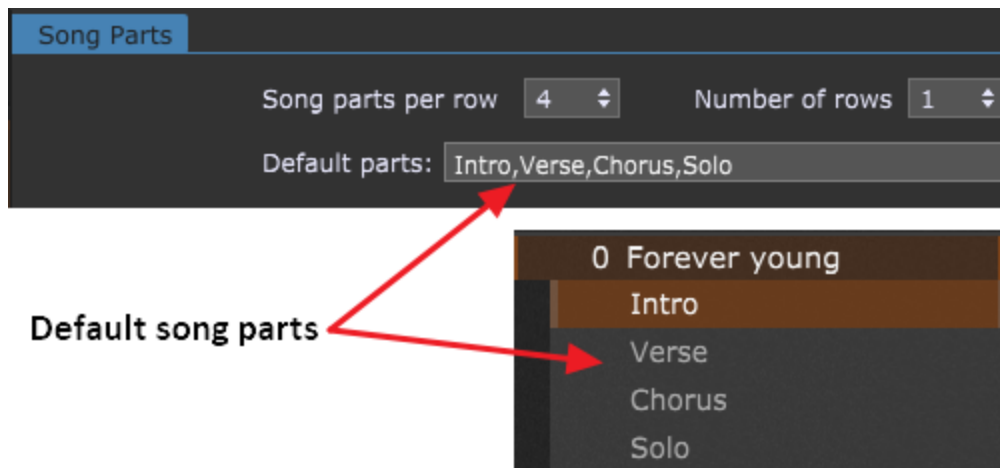 Song Parts
Song parts per row 4 Number of rows 1
Default parts: Intro,Verse,Chorus,Solo
0 Forever young
Intro
Default song parts
Verse
Chorus
Solo